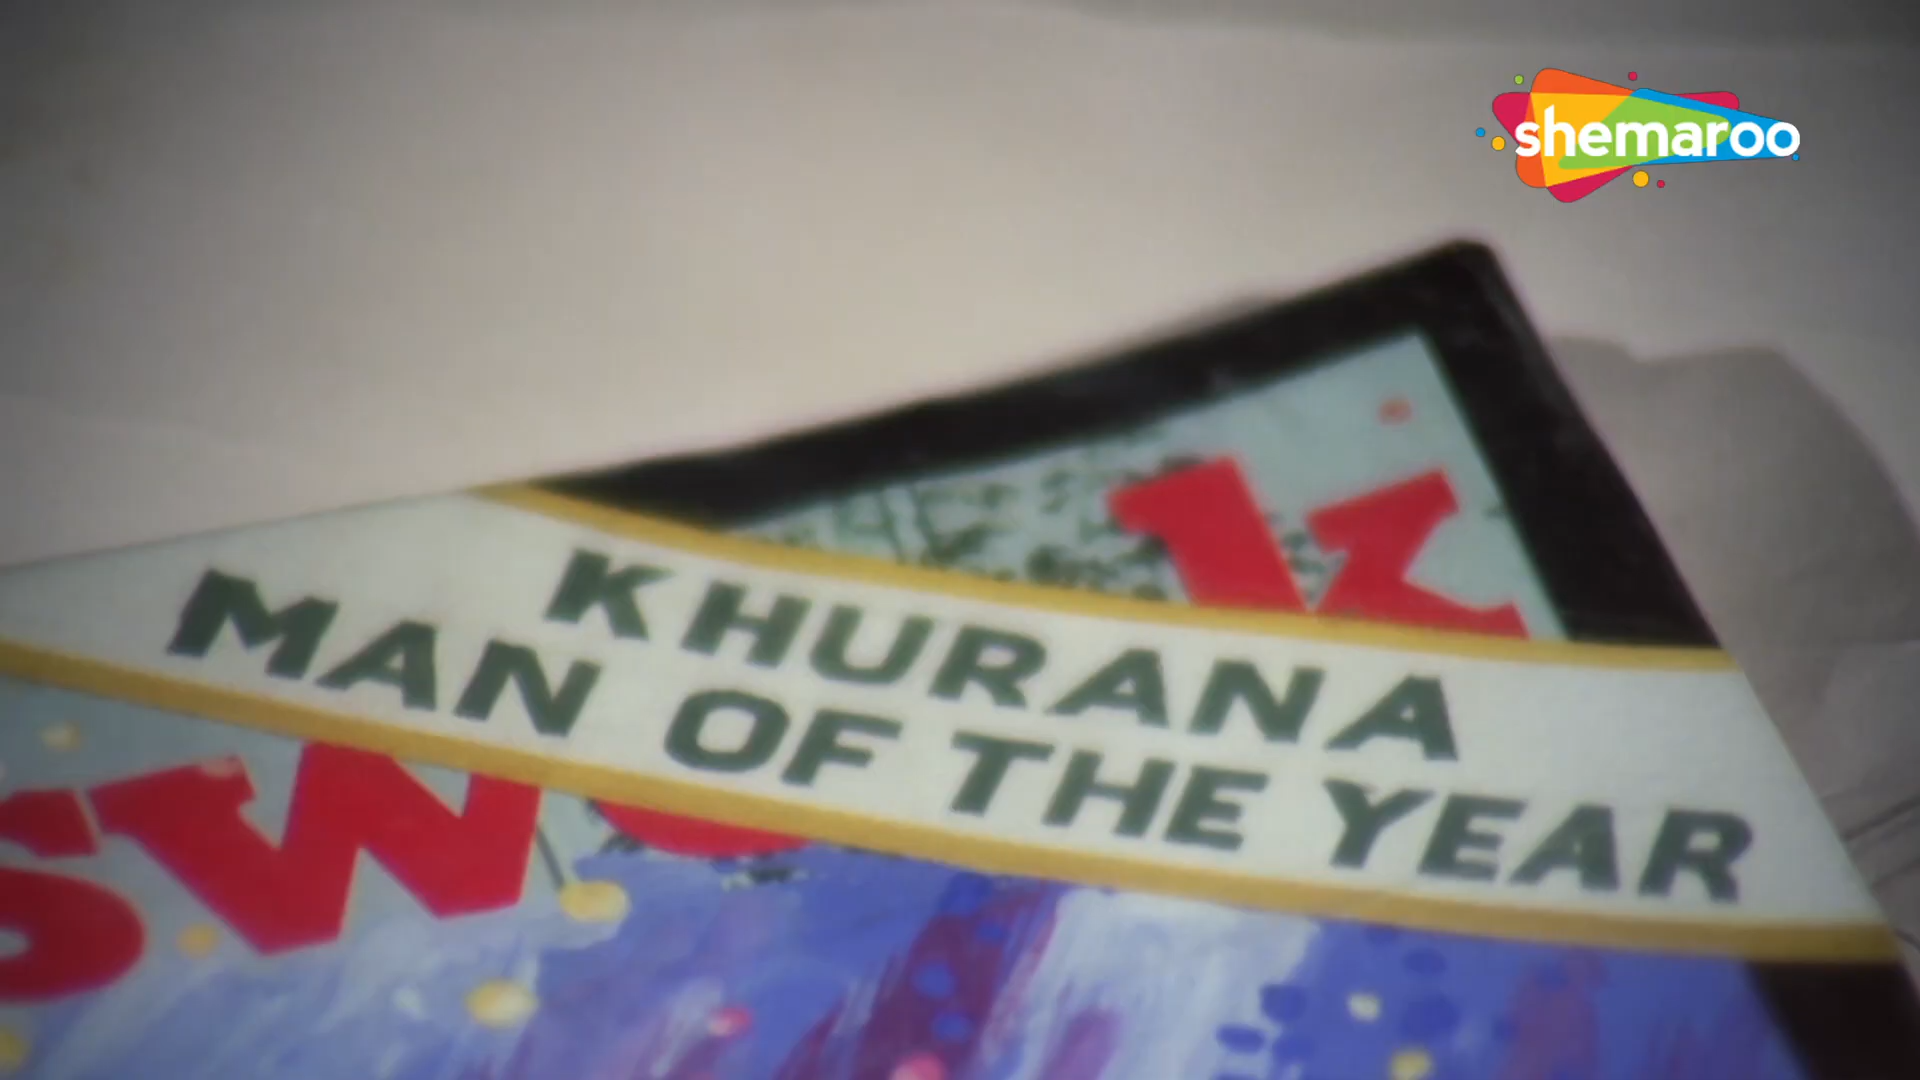 shemaroo
K
KHURANA
MAN OF THE YEAR